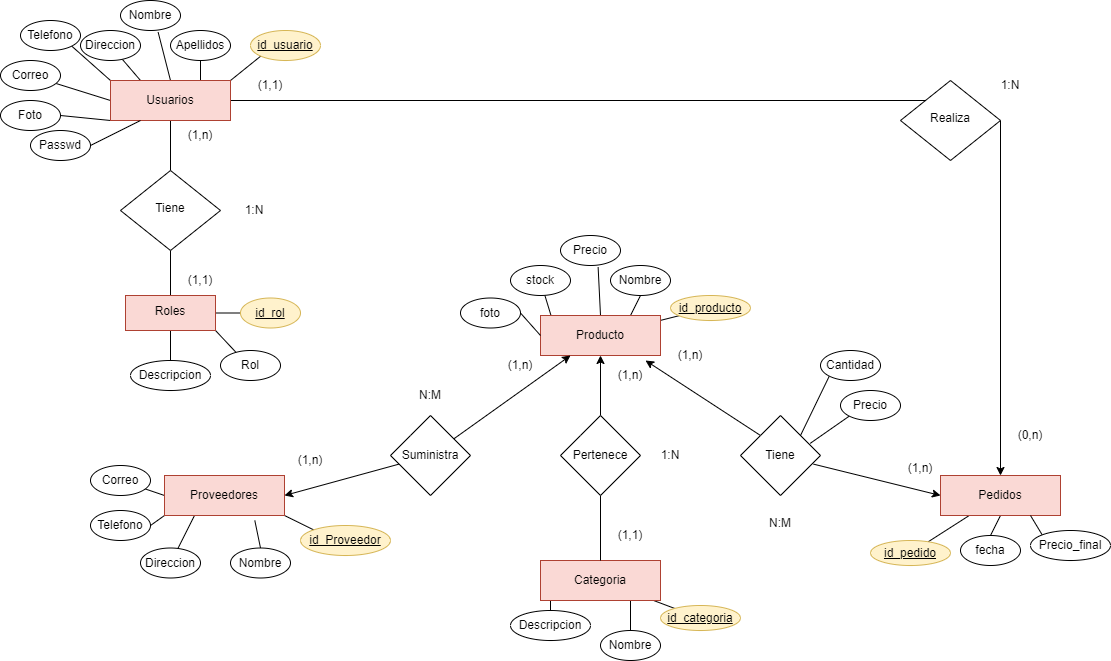 Nombre
Telefono
Direccion
Apellidos
id_usuario
Correo
Foto
Passwd
Usuarios
(1,1)
1:N
Realiza
(1,n)
Tiene
1:N
(1,1)
Roles
id_rol
Descripcion
Rol
Precio
stock
Nombre
foto
id_producto
Producto
(1,n)
(1,n)
(1,n)
Cantidad
Precio
N:M
Suministra
Pertenece
1:N
Tiene
(0,n)
(1,n)
(1,n)
N:M
Correo
Telefono
Proveedores
Direccion
Nombre
id_Proveedor
(1,1)
Categoria
Descripcion
Nombre
id_categoria
Pedidos
id_pedido
fecha
Precio_final